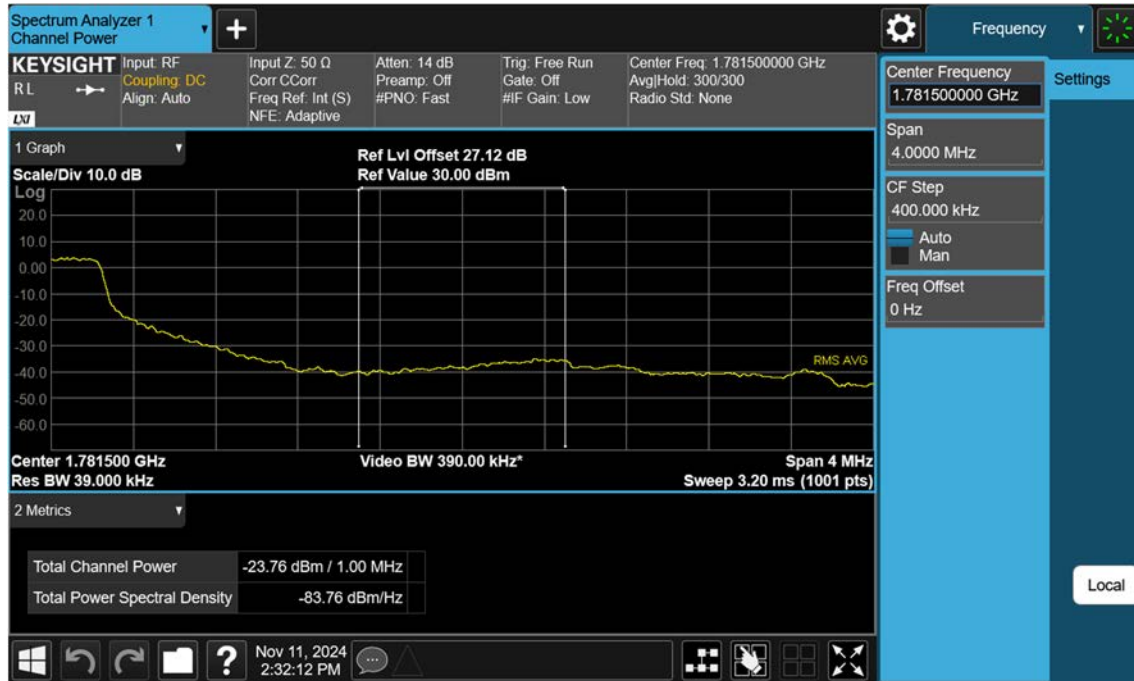 Spectrum Analyzer 1
Channel Power
+
Frequency
KEYSIGHT
R L
LXI
Input: RF
Coupling: DC
Align: Auto
Input Z: 50 Ω
Corr CCorr
Freq Ref: Int (S)
NFE: Adaptive
Atten: 14 dB
Preamp: Off
#PNO: Fast
Trig: Free Run
Gate: Off
#IF Gain: Low
Center Freq: 1.781500000 GHz
Avg|Hold: 300/300
Radio Std: None
Center Frequency
1.781500000 GHz
Settings
Span
4.0000 MHz
CF Step
400.000 kHz
Auto
Man
Freq Offset
0 Hz
1 Graph
Scale/Div 10.0 dB
Ref Lvl Offset 27.12 dB
Ref Value 30.00 dBm
Log
20.0
10.0
0.00
-10.0
-20.0
-30.0
-40.0
-50.0
-60.0
RMS AVG
Center 1.781500 GHz
Video BW 390.00 kHz*
Span 4 MHz
Res BW 39.000 kHz
Sweep 3.20 ms (1001 pts)
2 Metrics
Total Channel Power -23.76 dBm / 1.00 MHz
Total Power Spectral Density -83.76 dBm/Hz
Local
?
Nov 11, 2024
2:32:12 PM